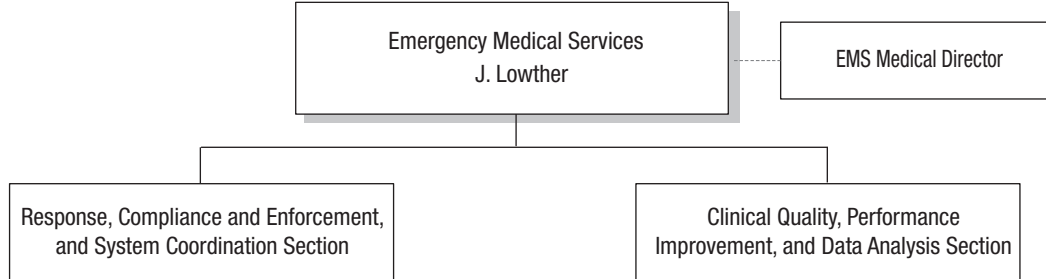 Emergency Medical Services
J. Lowther
EMS Medical Director
Response, Compliance and Enforcement,
and System Coordination Section
Clinical Quality, Performance
Improvement, and Data Analysis Section